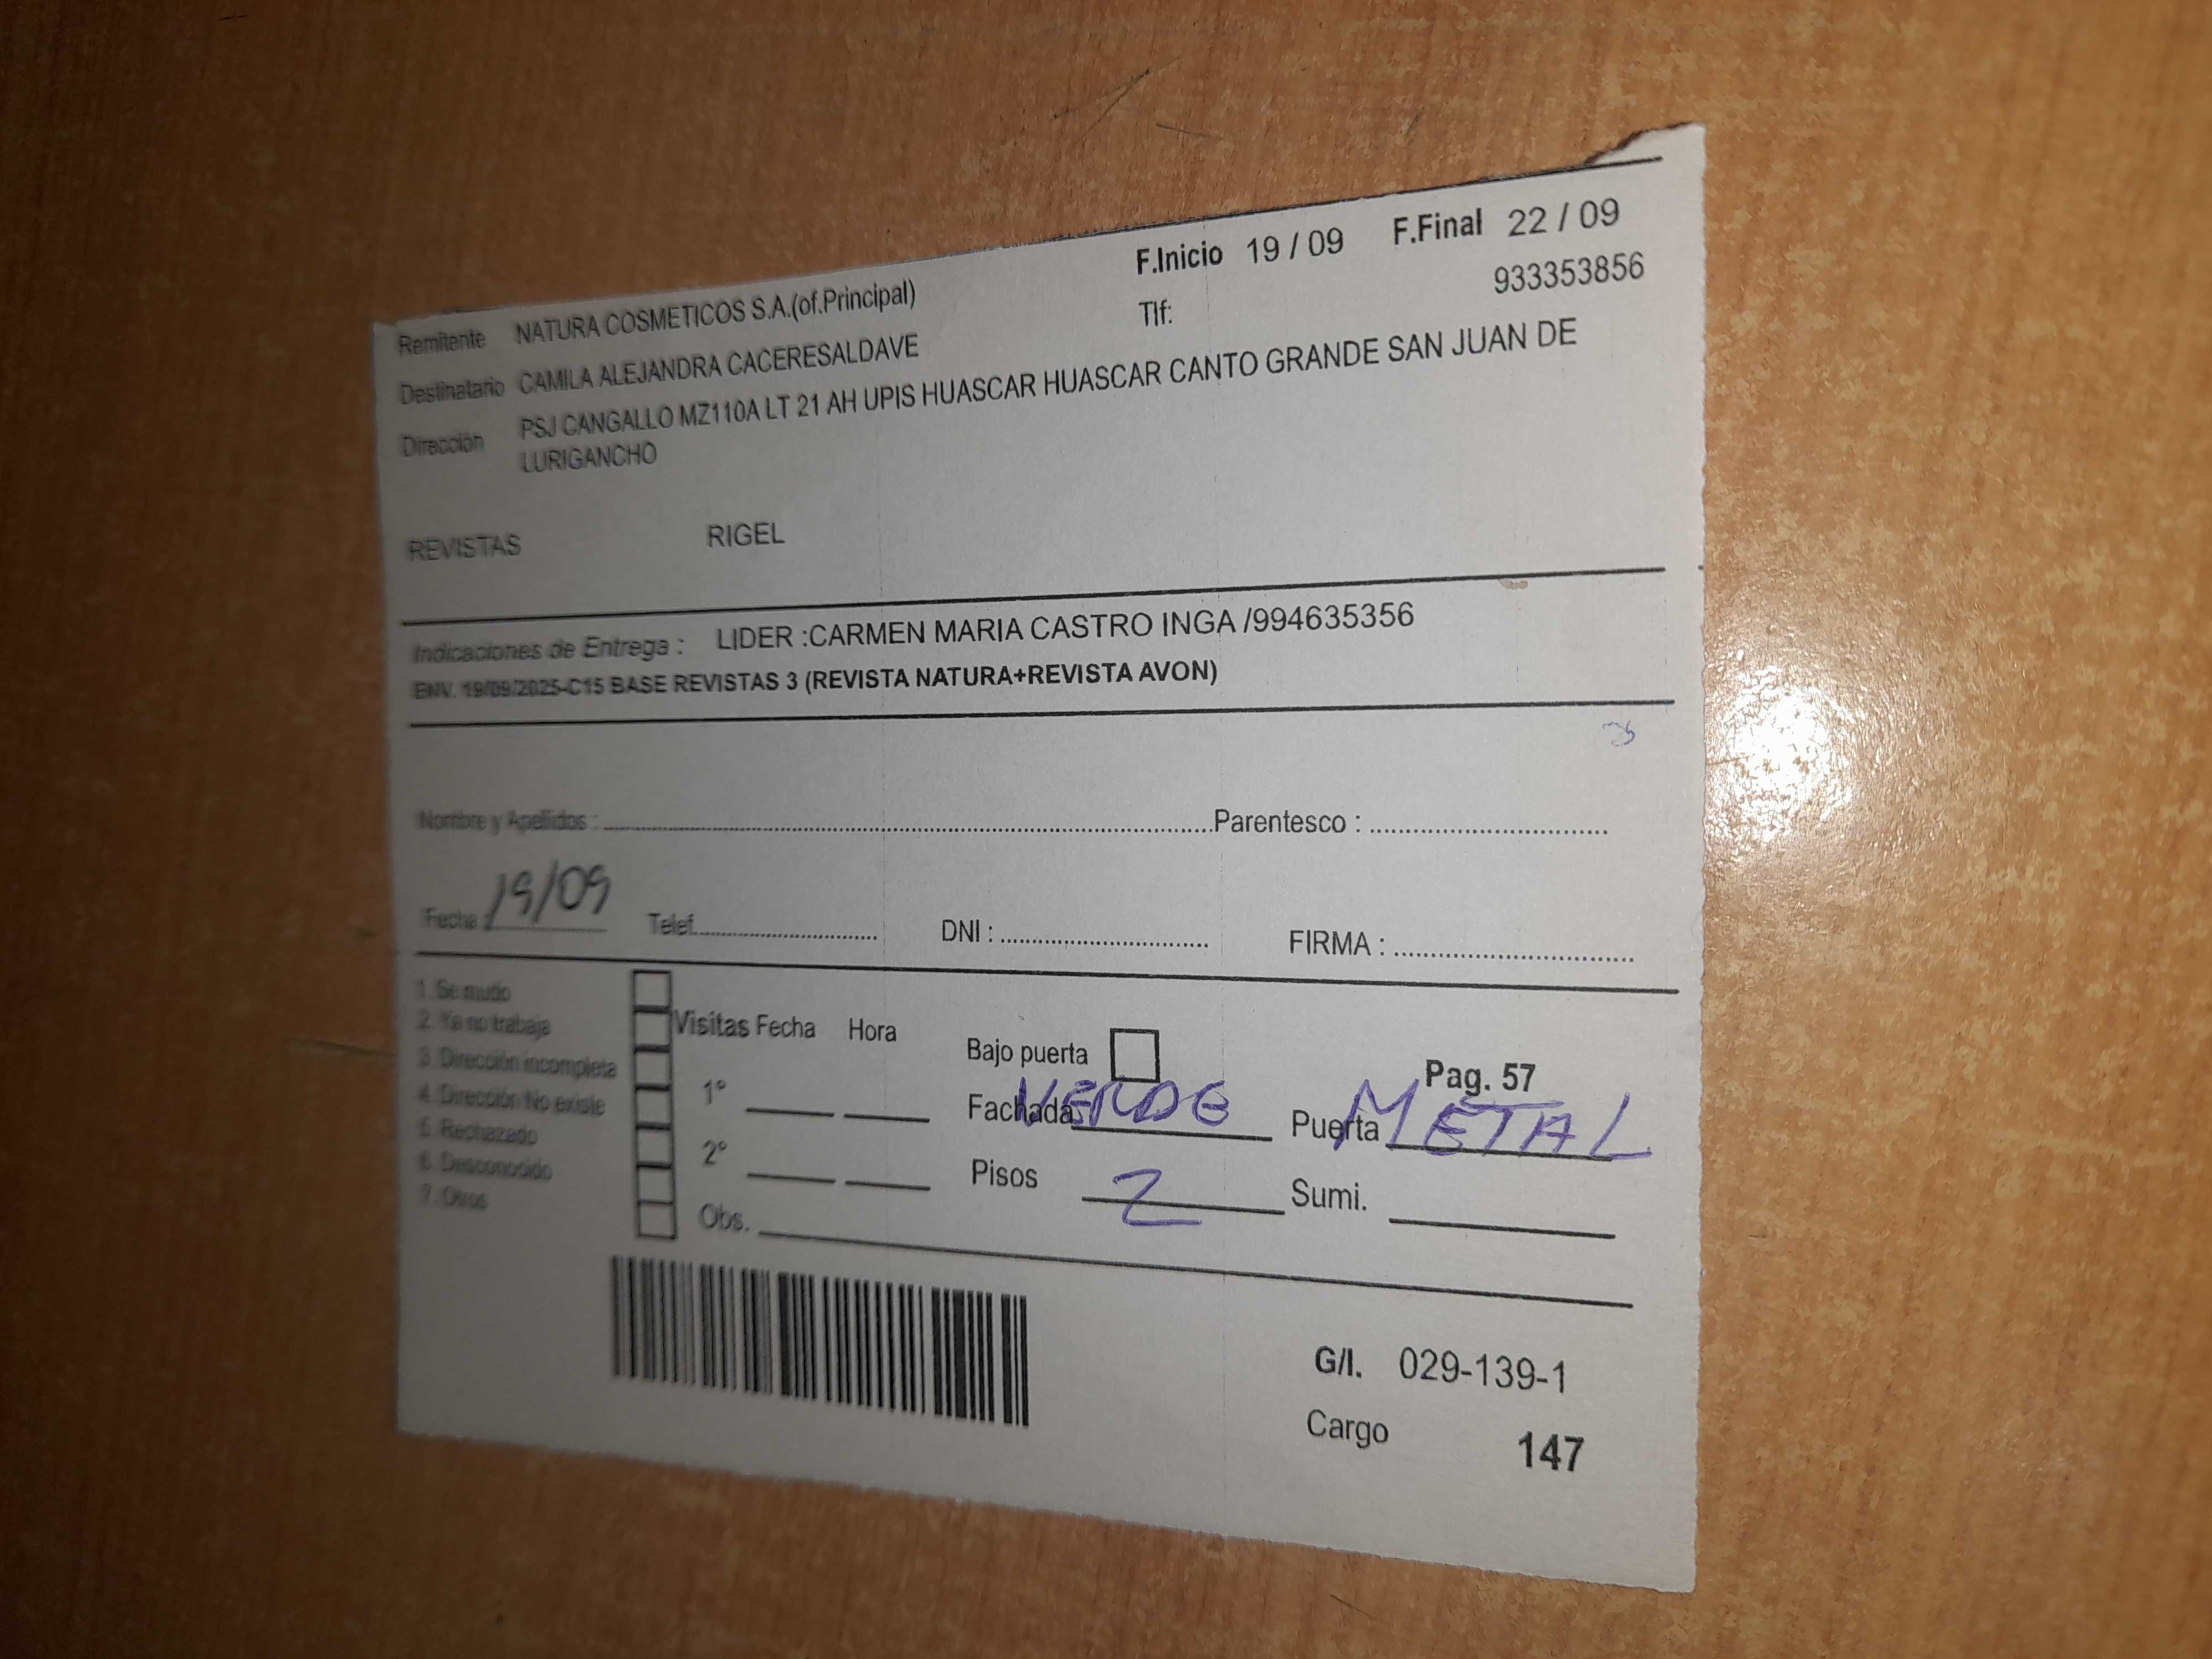 F.Inicio 19 / 09 F.Final 22 / 09
Remitente NATURA COSMETICOS S.A.(of.Principal) Tlf: 933353856
Destinatario CAMILA ALEJANDRA CACERESALDAVE
Dirección PSJ CANGALLO MZ110A LT 21 AH UPIS HUASCAR HUASCAR CANTO GRANDE SAN JUAN DE
LURIGANCHO
REVISTAS RIGEL
Indicaciones de Entrega : LIDER :CARMEN MARIA CASTRO INGA /994635356
ENV. 19/09/2025-C15 BASE REVISTAS 3 (REVISTA NATURA+REVISTA AVON)
Nombre y Apellidos : Parentesco :
Fecha : 19/09 Telef. DNI : FIRMA :
1. Se mudo
2. Ya no trabaja
3. Dirección incompleta
4. Dirección No existe
5. Rechazado
6. Desconocido
7. Otros
Visitas Fecha Hora
1°
2°
Obs.
Bajo puerta Pag. 57
Fachada VERDE Puerta METAL
Pisos 2 Sumi.
G/I. 029-139-1
Cargo 147